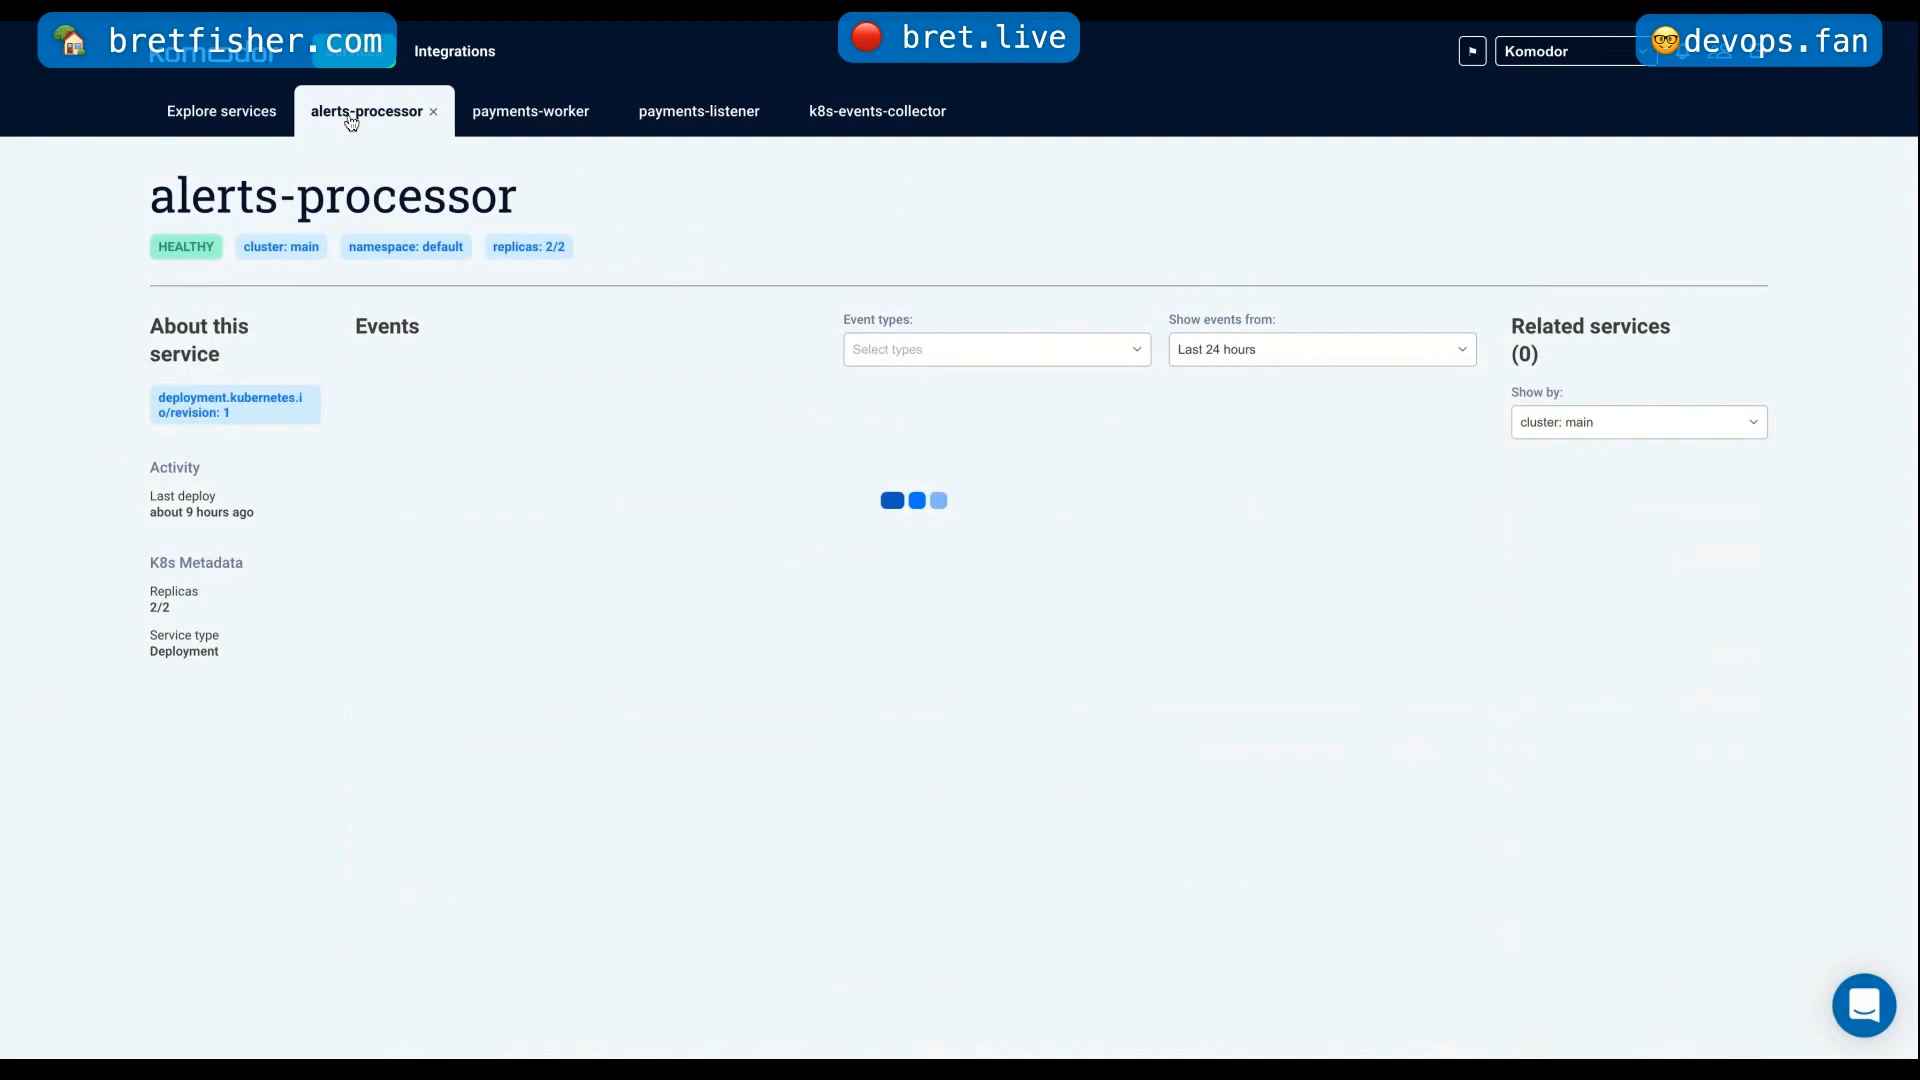 bretfisher.com
bret.live
devops.fan
komodor
Integrations
Komodor
Explore services
alerts-processor ×
payments-worker
payments-listener
k8s-events-collector
alerts-processor
HEALTHY
cluster: main
namespace: default
replicas: 2/2
About this
service
deployment.kubernetes.i
o/revision: 1
Activity
Last deploy
about 9 hours ago
K8s Metadata
Replicas
2/2
Service type
Deployment
Events
Event types:
Select types
Show events from:
Last 24 hours
Related services
(0)
Show by:
cluster: main